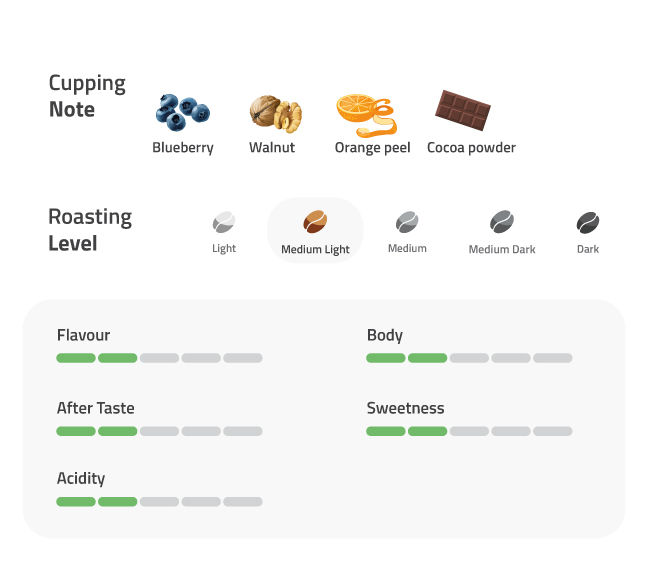 Cupping
Note
Blueberry Walnut Orange peel Cocoa powder
Roasting
Level
Light Medium Light Medium Medium Dark Dark
Flavour Body
After Taste Sweetness
Acidity